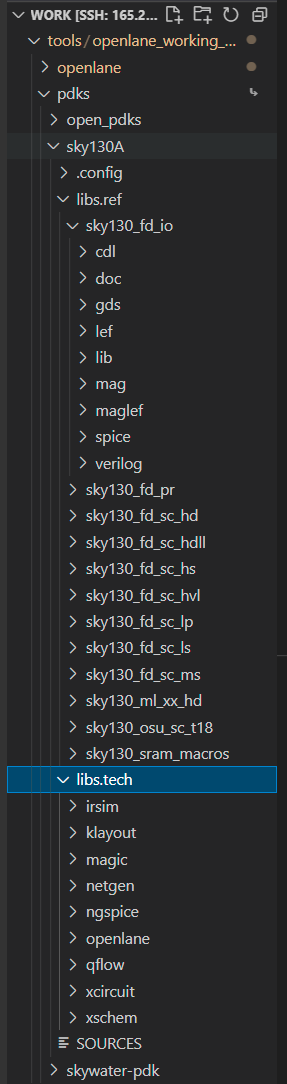 WORK [SSH: 165.2...
tools/openlane_working_...
openlane
pdks
open_pdks
sky130A
.config
libs.ref
sky130_fd_io
cdl
doc
gds
lef
lib
mag
maglef
spice
verilog
sky130_fd_pr
sky130_fd_sc_hd
sky130_fd_sc_hdll
sky130_fd_sc_hs
sky130_fd_sc_hvl
sky130_fd_sc_lp
sky130_fd_sc_ls
sky130_fd_sc_ms
sky130_ml_xx_hd
sky130_osu_sc_t18
sky130_sram_macros
libs.tech
irsim
klayout
magic
netgen
ngspice
openlane
qflow
xcircuit
xschem
SOURCES
skywater-pdk